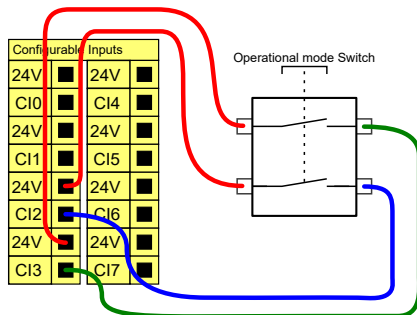 Configurable Inputs
Operational mode Switch
24V 24V
CI0 CI4
24V 24V
CI1 CI5
24V 24V
CI2 CI6
24V 24V
CI3 CI7